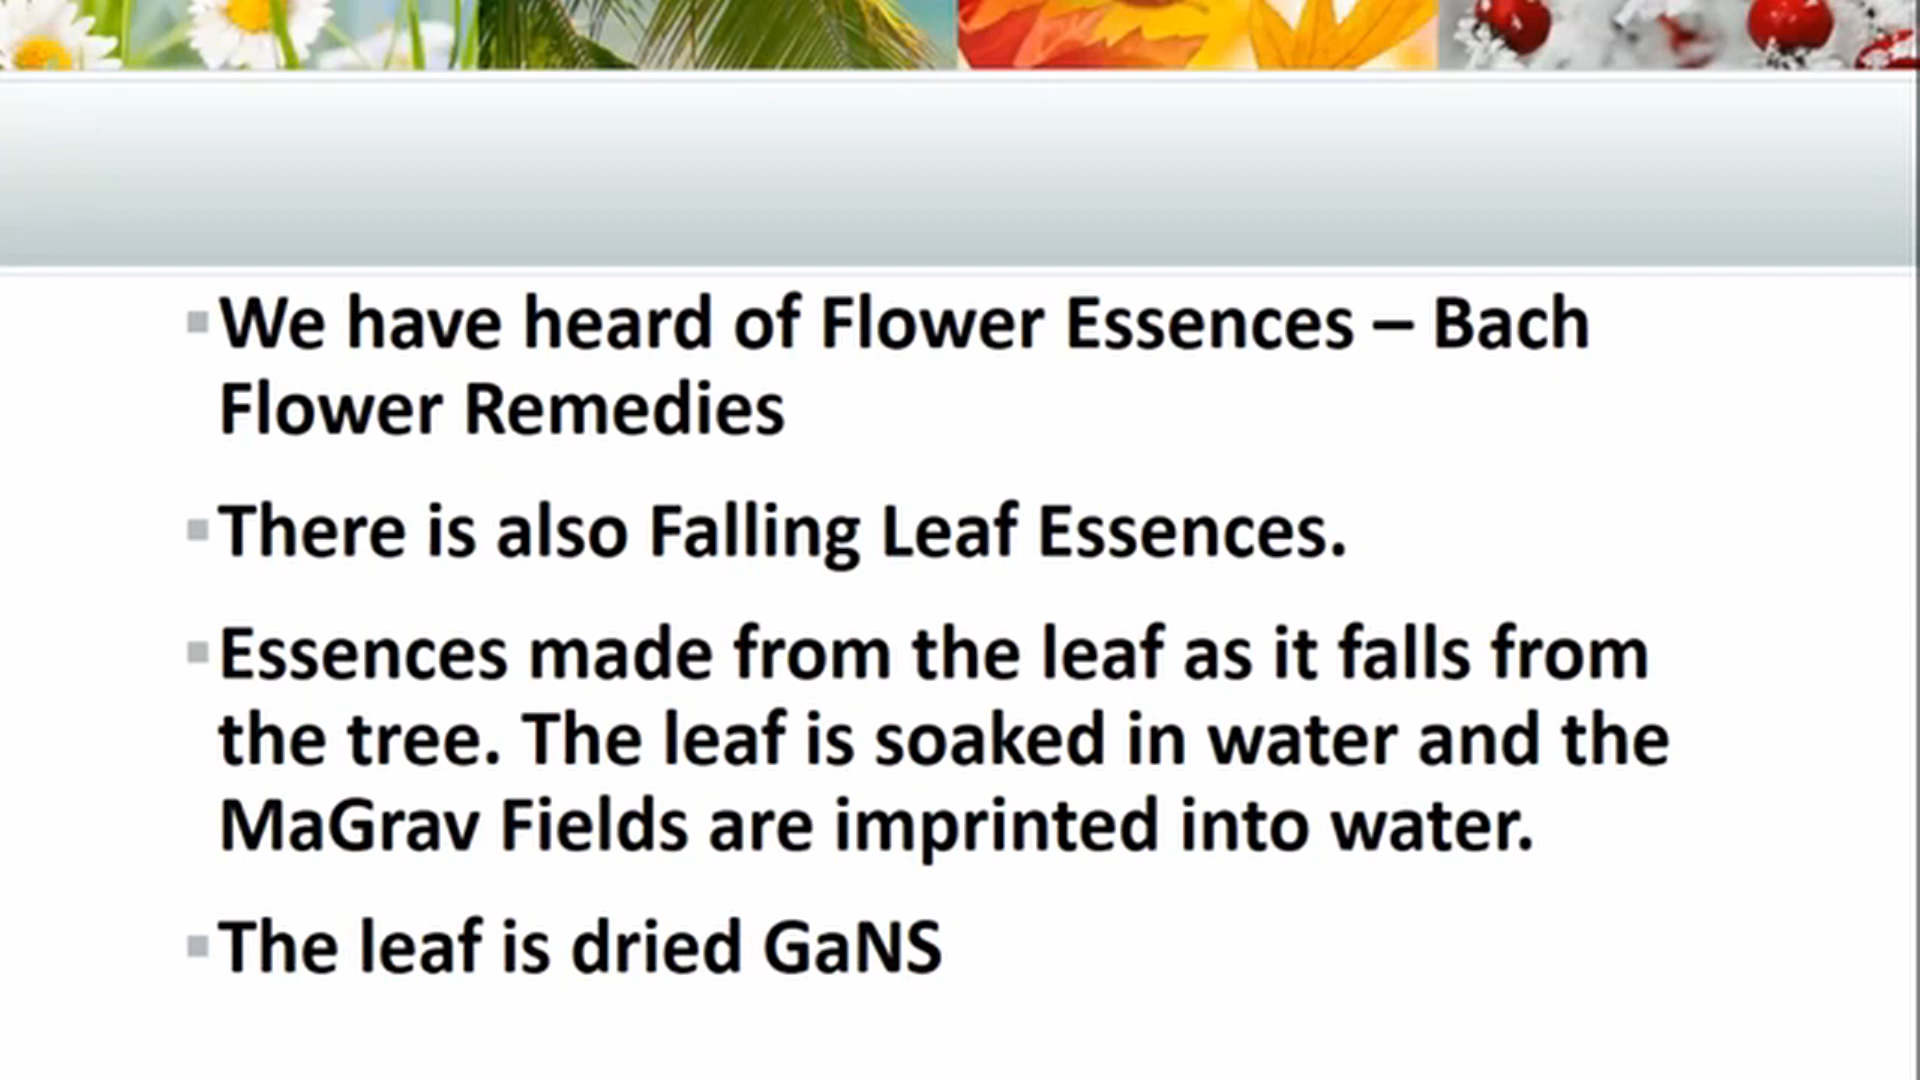 We have heard of Flower Essences – Bach
Flower Remedies
There is also Falling Leaf Essences.
Essences made from the leaf as it falls from
the tree. The leaf is soaked in water and the
MaGrav Fields are imprinted into water.
The leaf is dried GaNS